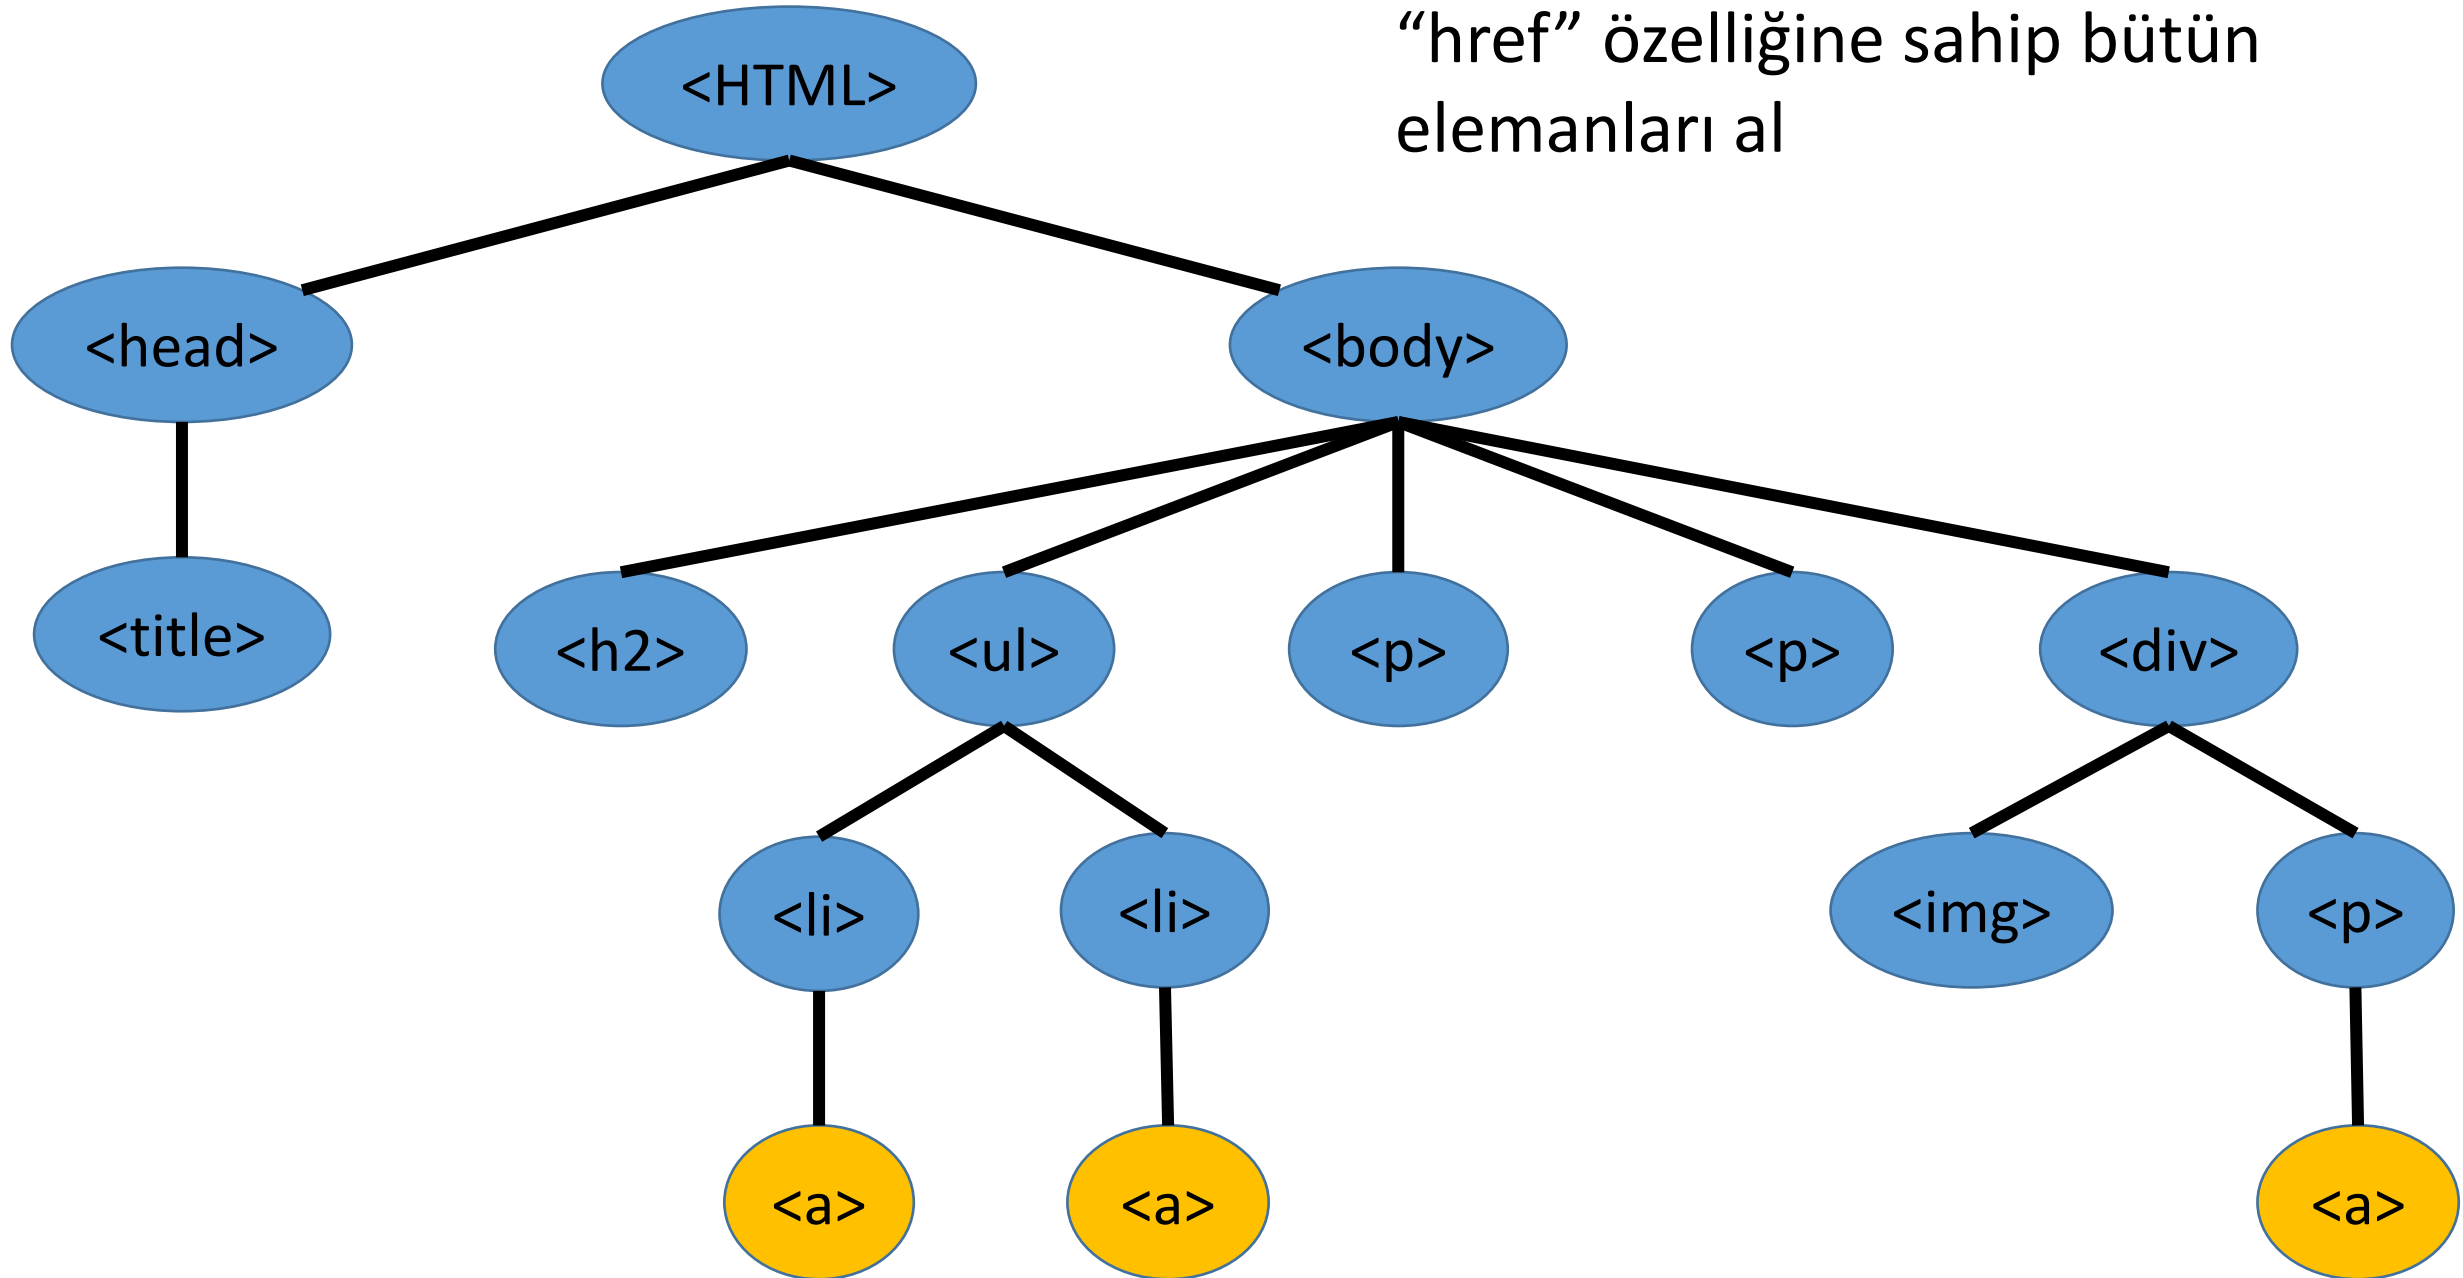 “href” özelliğine sahip bütün
elemanları al
<HTML>
<head>
<body>
<title>
<h2>
<ul>
<p>
<p>
<div>
<li>
<li>
<img>
<p>
<a>
<a>
<a>